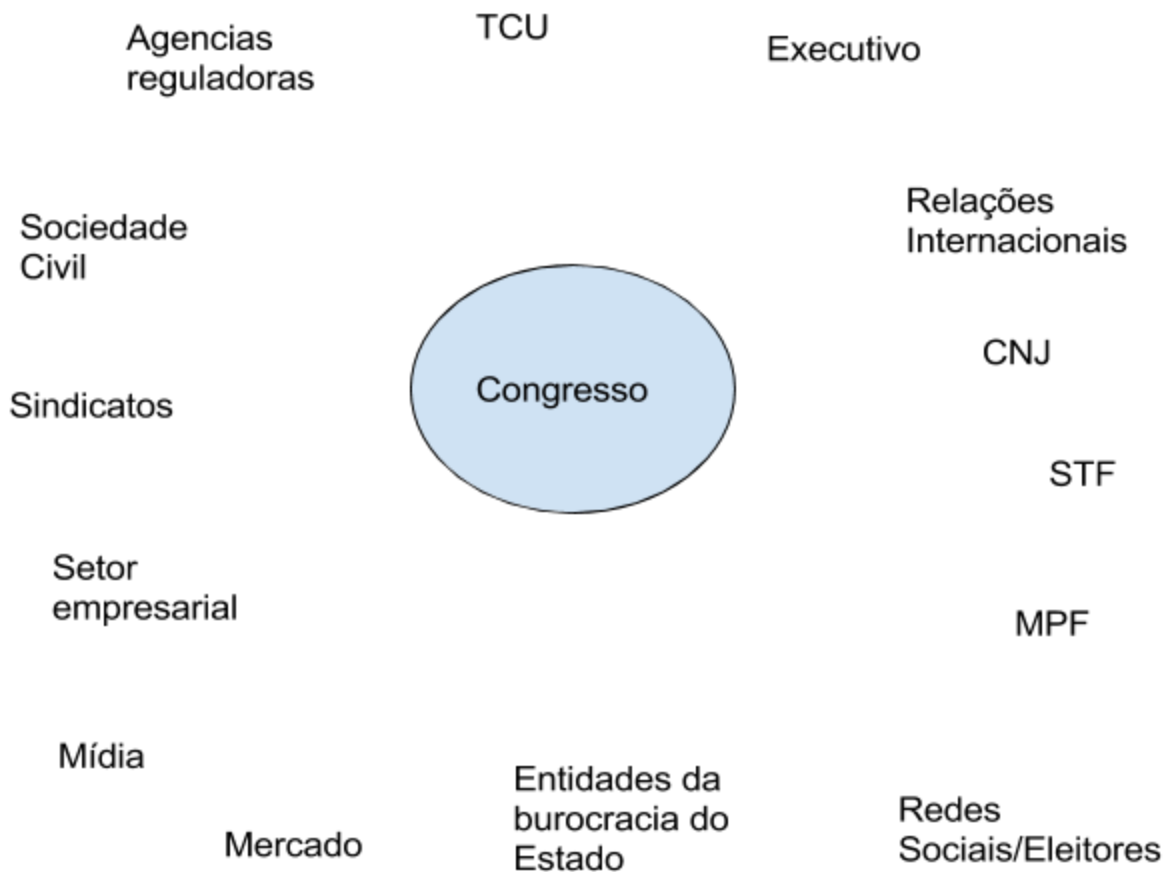 TCU
Agencias
reguladoras
Executivo
Relações
Internacionais
Sociedade
Civil
CNJ
Congresso
Sindicatos
STF
Setor
empresarial
MPF
Mídia
Entidades da
burocracia do
Estado
Redes
Sociais/Eleitores
Mercado